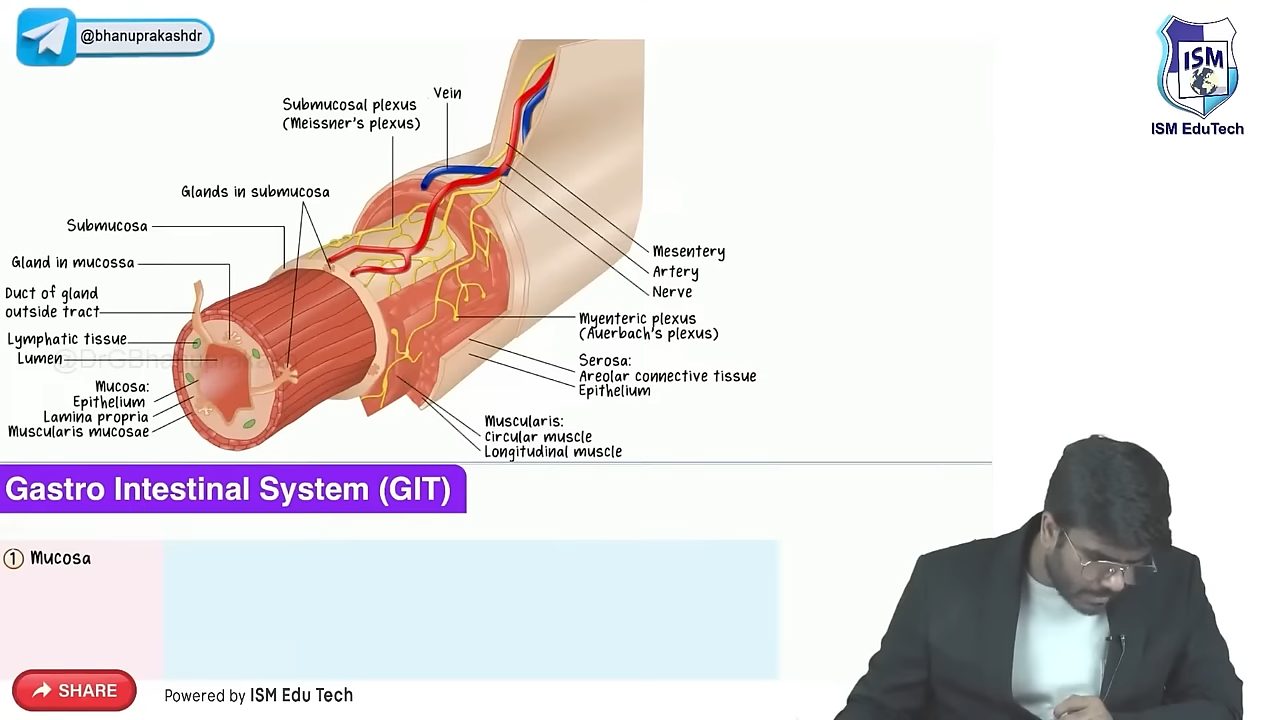 @bhanuprakashdr
ISM
ISM EduTech
Vein
Submucosal plexus
(Meissner's plexus)
Glands in submucosa
Submucosa
Gland in mucossa
Duct of gland
outside tract
Lymphatic tissue
Lumen
@DrGBhanuprakash
Mucosa:
Epithelium
Lamina propria
Muscularis mucosae
Mesentery
Artery
Nerve
Myenteric plexus
(Auerbach's plexus)
Serosa:
Areolar connective tissue
Epithelium
Muscularis:
Circular muscle
Longitudinal muscle
Gastro Intestinal System (GIT)
① Mucosa
SHARE
Powered by ISM Edu Tech